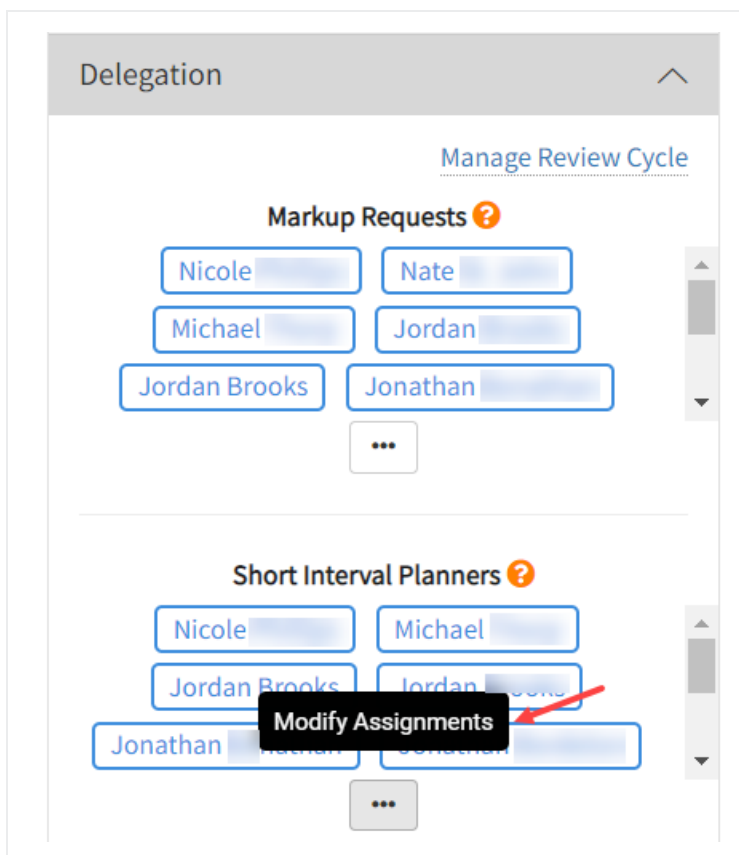 Delegation
Manage Review Cycle
Markup Requests ?
Nicole Nate
Michael Jordan
Jordan Brooks Jonathan
•••
Short Interval Planners ?
Nicole Michael
Jordan Brooks Jordan
Modify Assignments
Jonathan Jonathan
•••